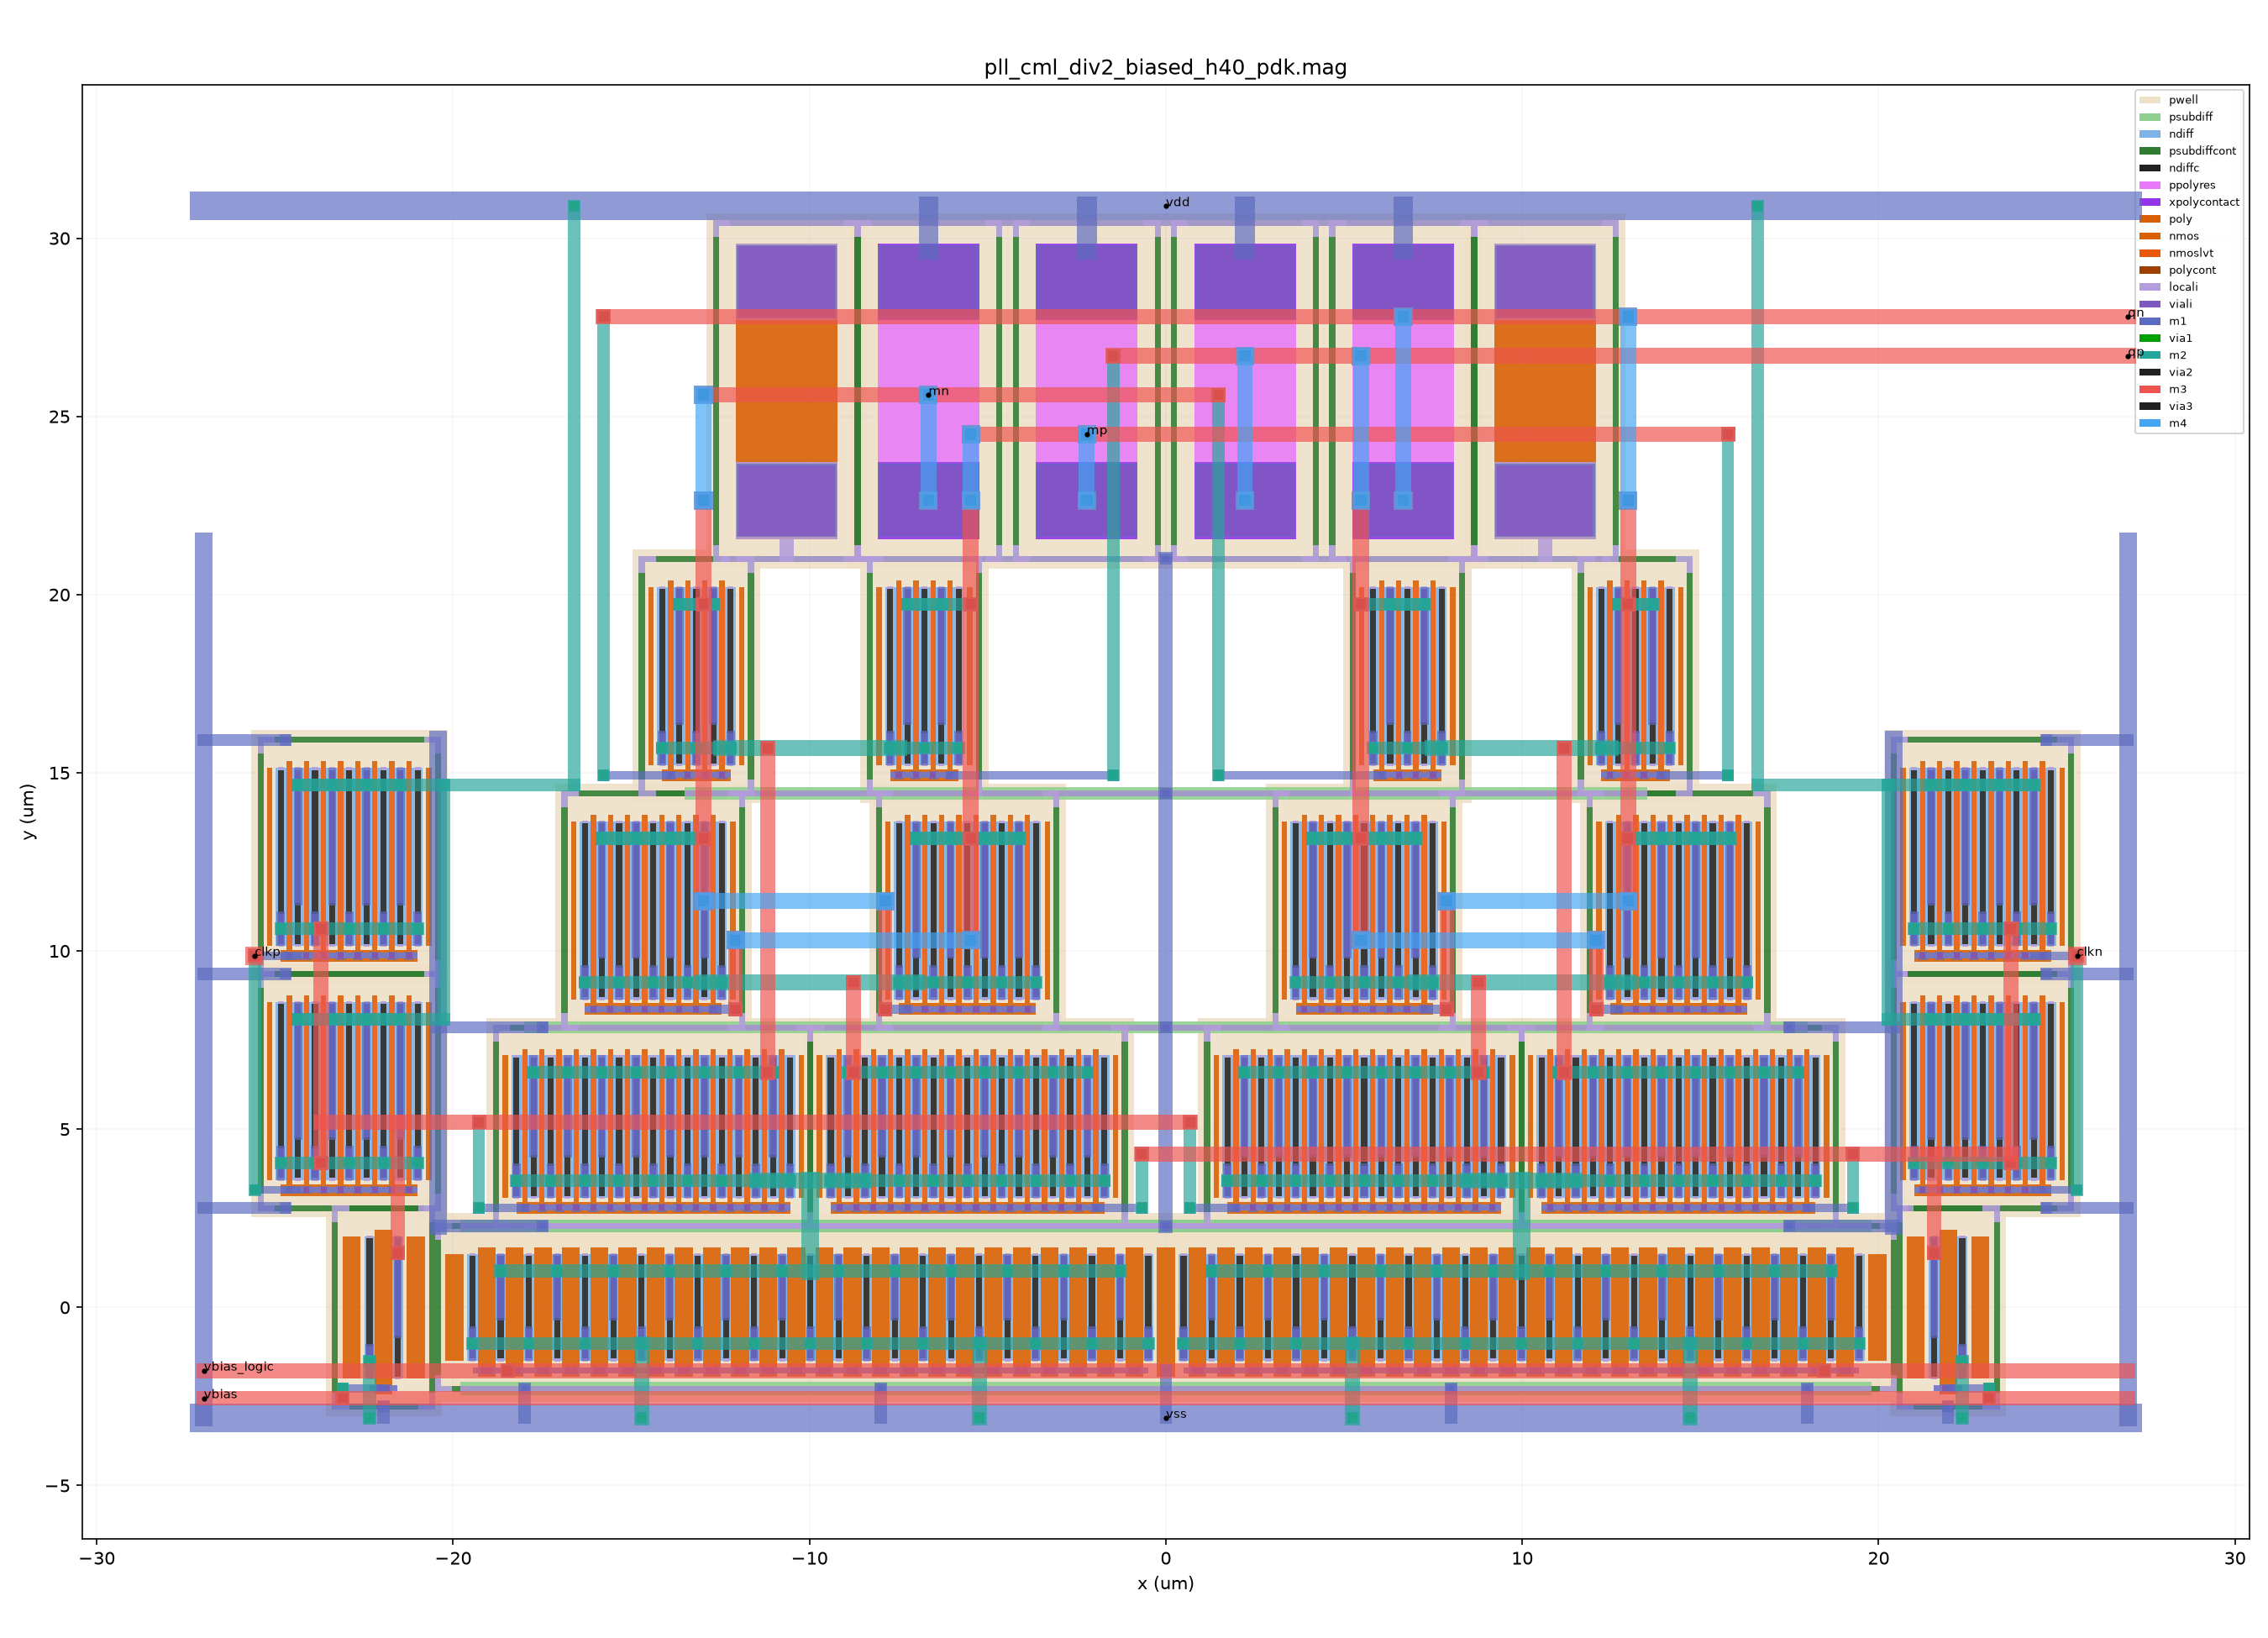 pll_cml_div2_biased_h40_pdk.mag
pwell
psubdiff
ndiff
psubdiffcont
ndiffc
ppolyres
xpolycontact
poly
nmos
nmoslvt
polycont
locali
viali
m1
via1
m2
via2
m3
via3
m4
vdd
qn
qp
mn
mp
clkp
clkn
vbias_logic
vbias
vss
30
25
20
15
10
5
0
−5
y (um)
−30
−20
−10
0
10
20
30
x (um)